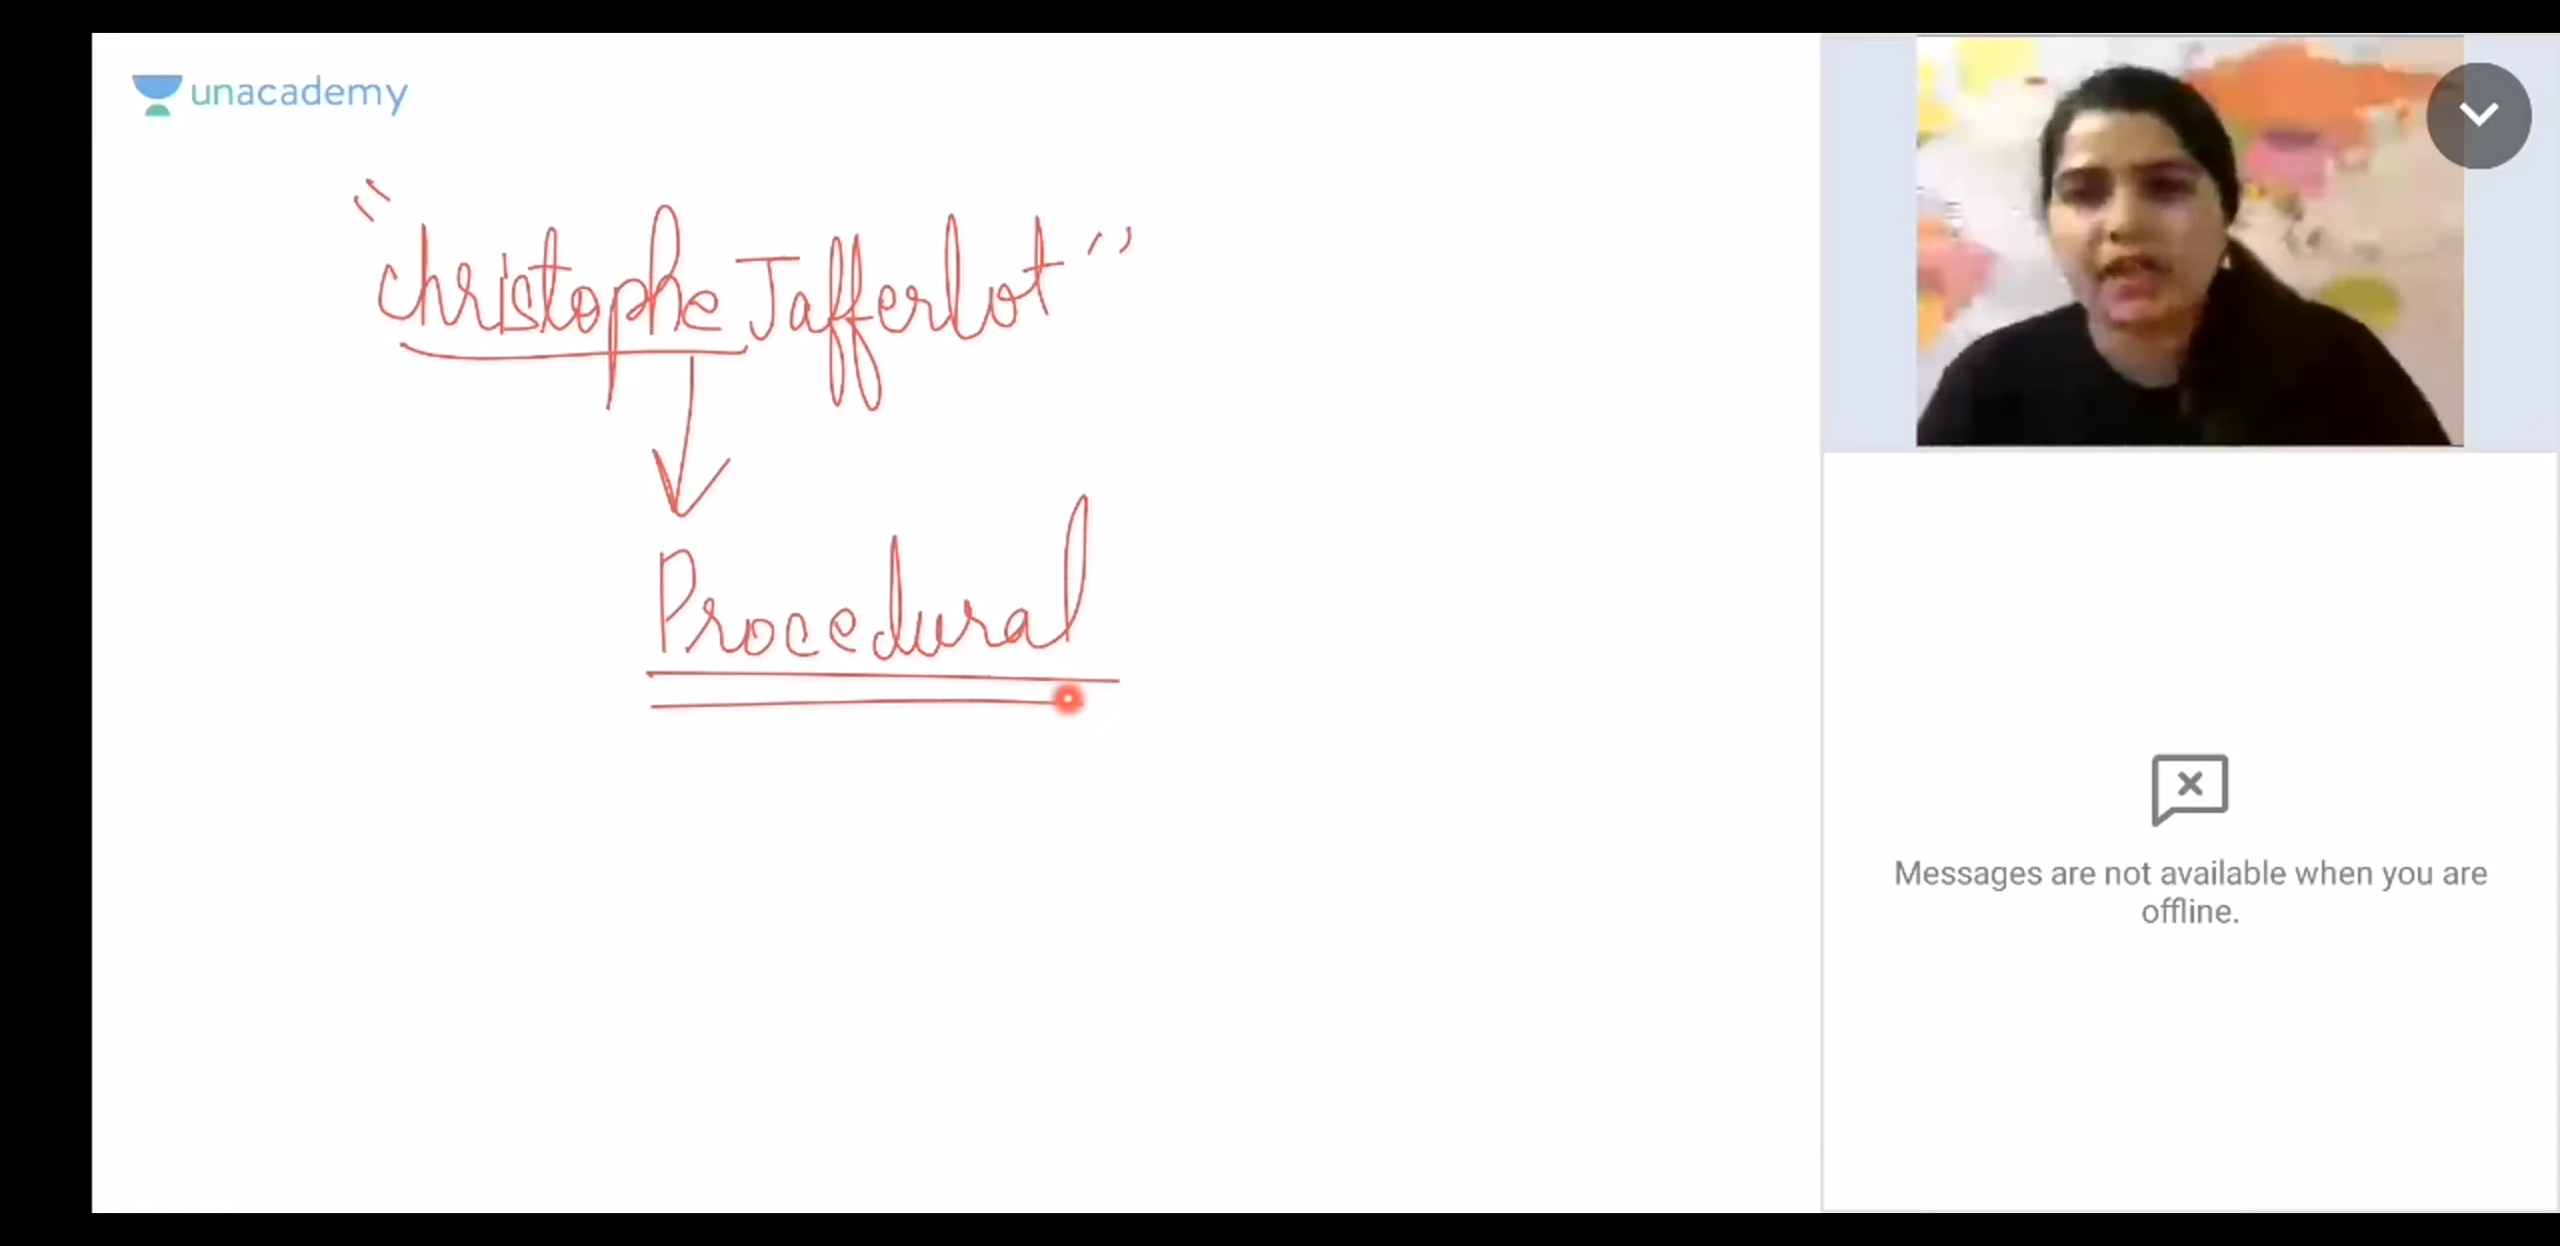 unacademy
"Christophe Jafferlot"
Procedural
Messages are not available when you are
offline.